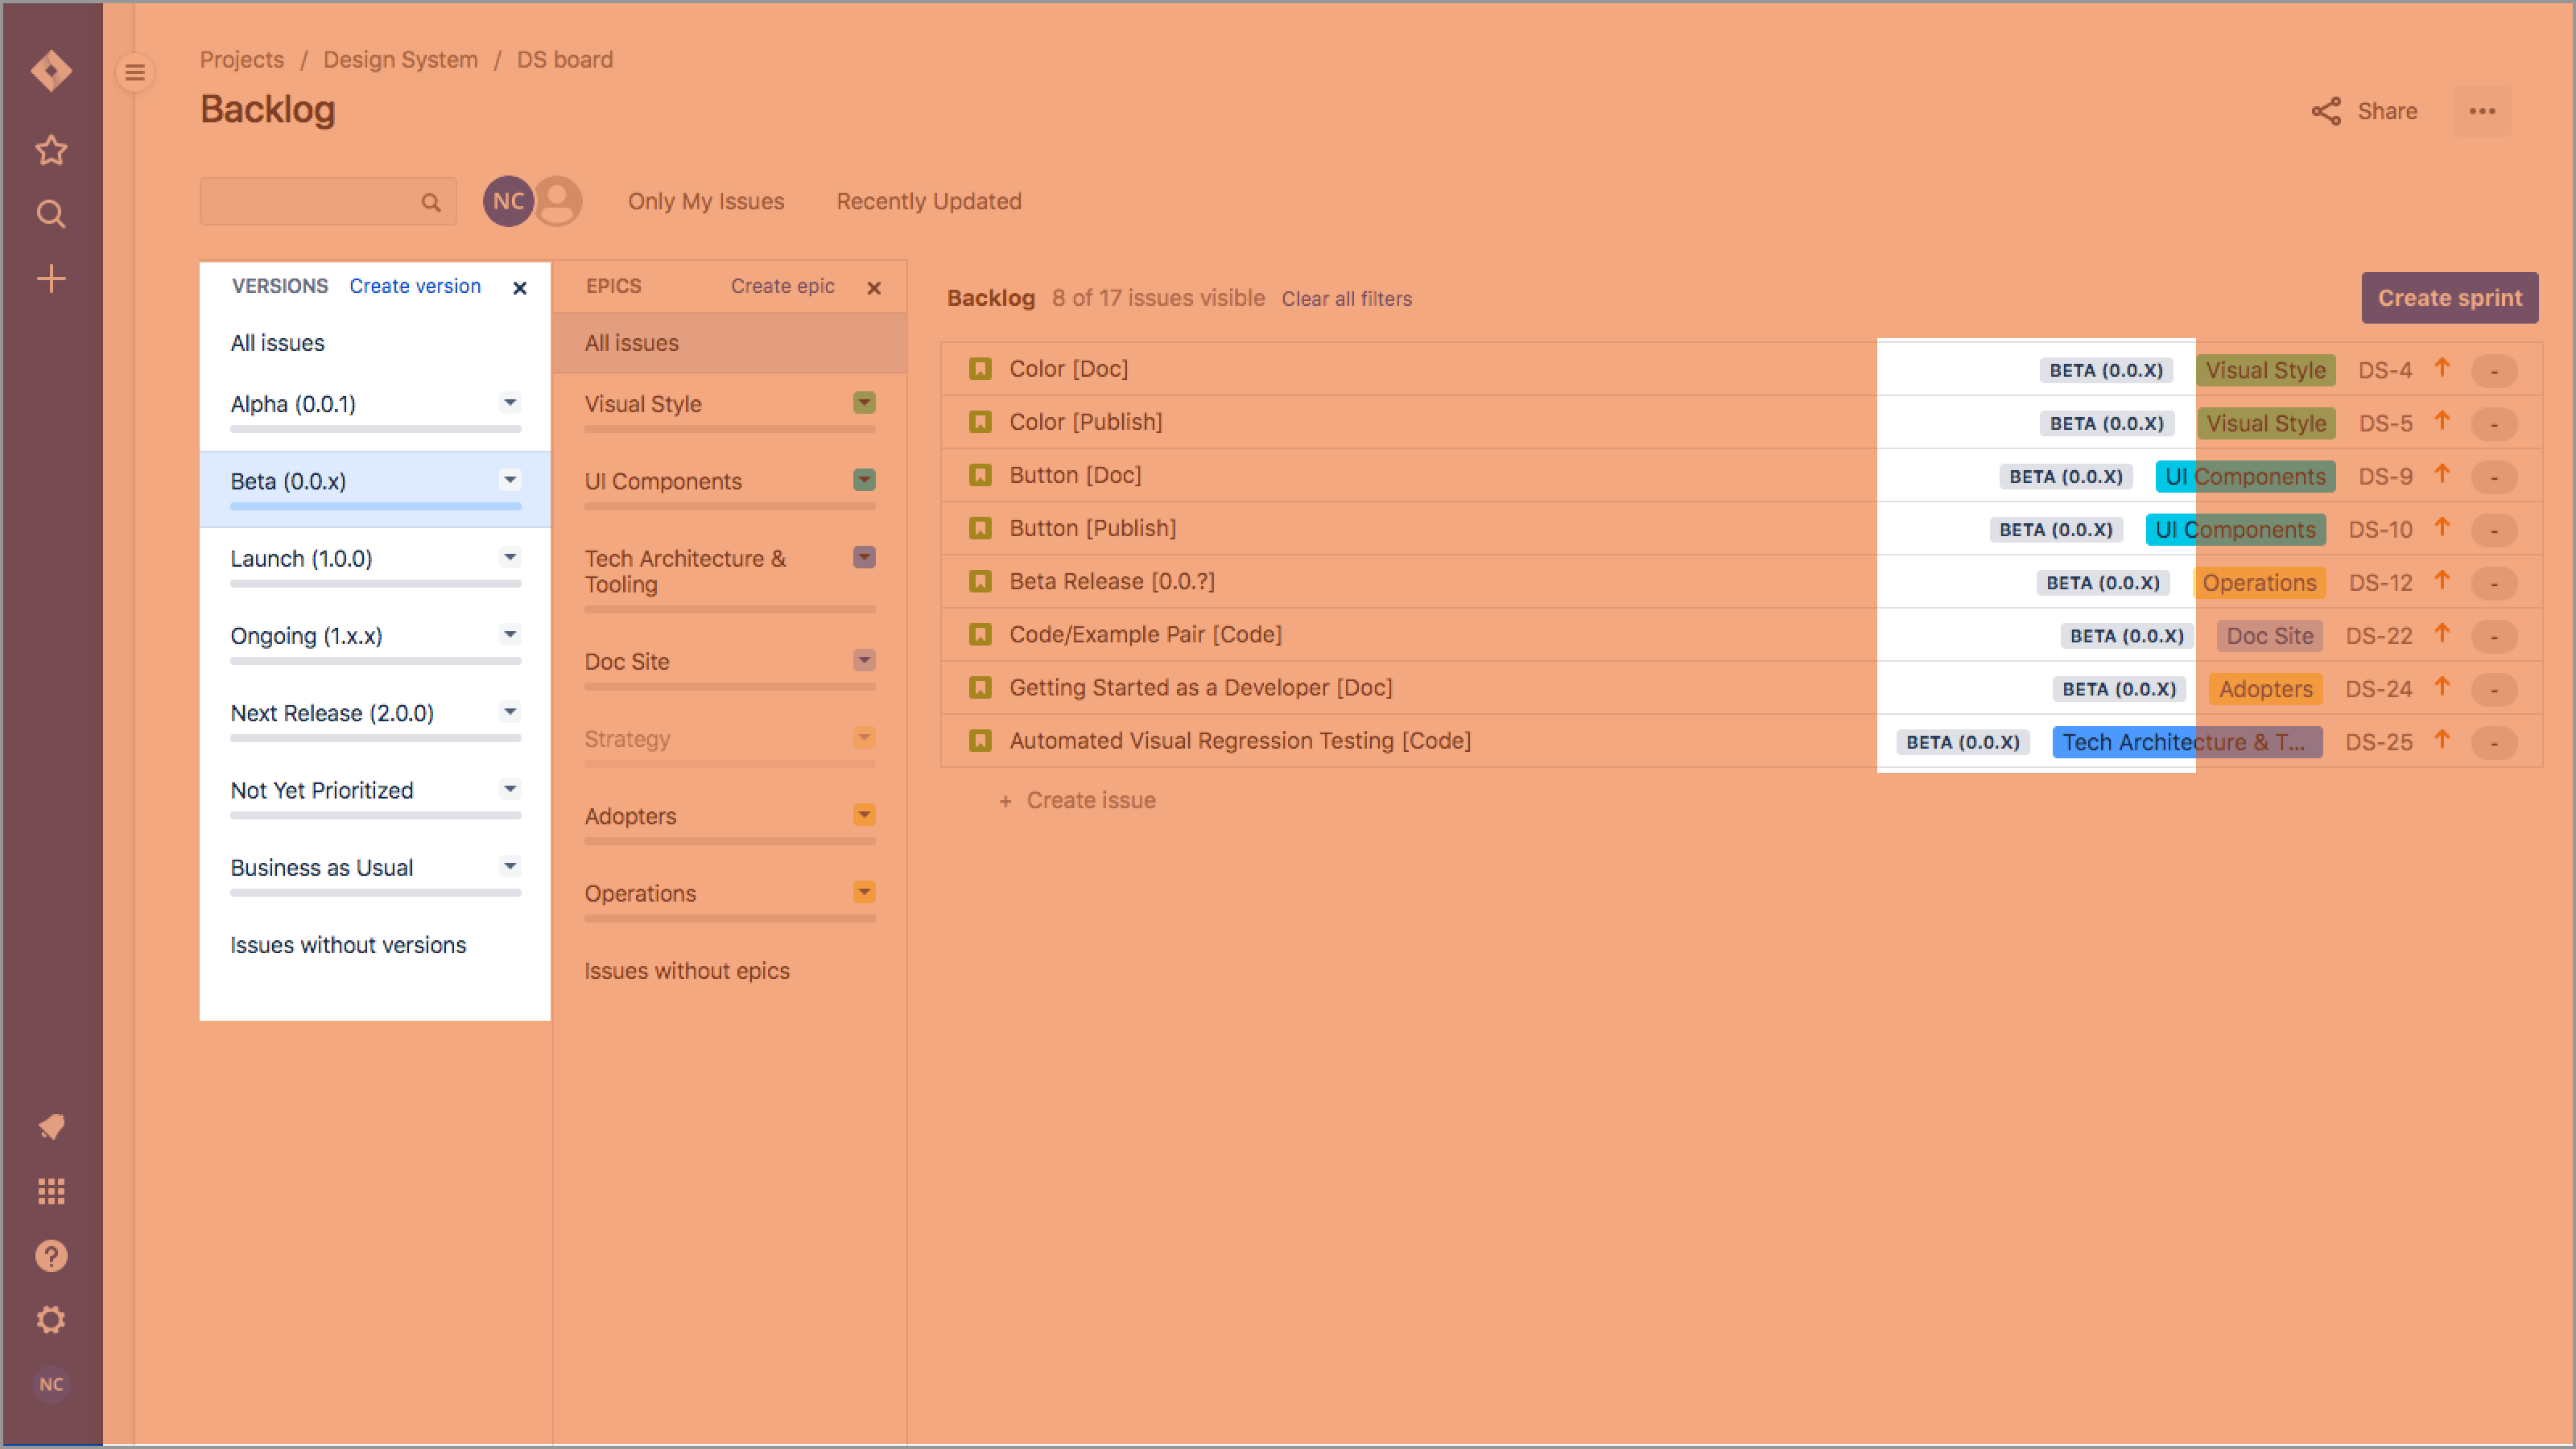 Projects / Design System / DS board
Backlog
Share
NC
Only My Issues
Recently Updated
VERSIONS Create version
All issues
Alpha (0.0.1)
Beta (0.0.x)
Launch (1.0.0)
Ongoing (1.x.x)
Next Release (2.0.0)
Not Yet Prioritized
Business as Usual
Issues without versions
EPICS Create epic
All issues
Visual Style
UI Components
Tech Architecture &
Tooling
Doc Site
Strategy
Adopters
Operations
Issues without epics
Backlog 8 of 17 issues visible Clear all filters
Create sprint
Color [Doc] BETA (0.0.X) Visual Style DS-4 -
Color [Publish] BETA (0.0.X) Visual Style DS-5 -
Button [Doc] BETA (0.0.X) UI Components DS-9 -
Button [Publish] BETA (0.0.X) UI Components DS-10 -
Beta Release [0.0.?] BETA (0.0.X) Operations DS-12 -
Code/Example Pair [Code] BETA (0.0.X) Doc Site DS-22 -
Getting Started as a Developer [Doc] BETA (0.0.X) Adopters DS-24 -
Automated Visual Regression Testing [Code] BETA (0.0.X) Tech Architecture & T... DS-25 -
+ Create issue
NC